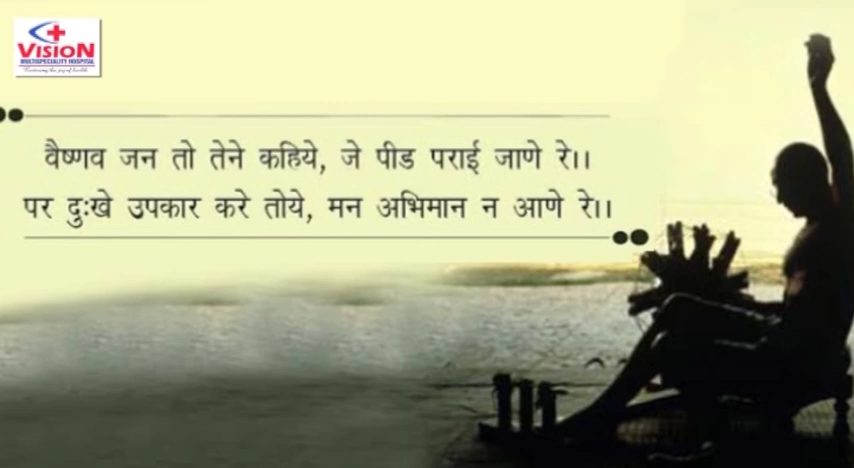 VISION
MULTISPECIALITY HOSPITAL
वैष्णव जन तो तेने कहिये, जे पीड पराई जाणे रे।।
पर दुःखे उपकार करे तोये, मन अभिमान न आणे रे।।